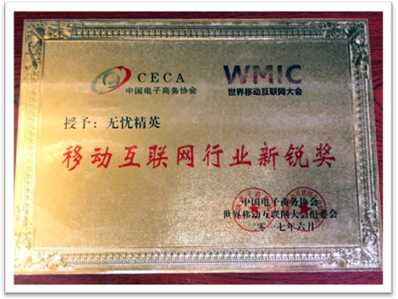 CECA
中国电子商务协会
WMIC
世界移动互联网大会
授予：无忧精英
移动互联网行业新锐奖
中国电子商务协会
世界移动互联网大会组委会
二〇一七年六月